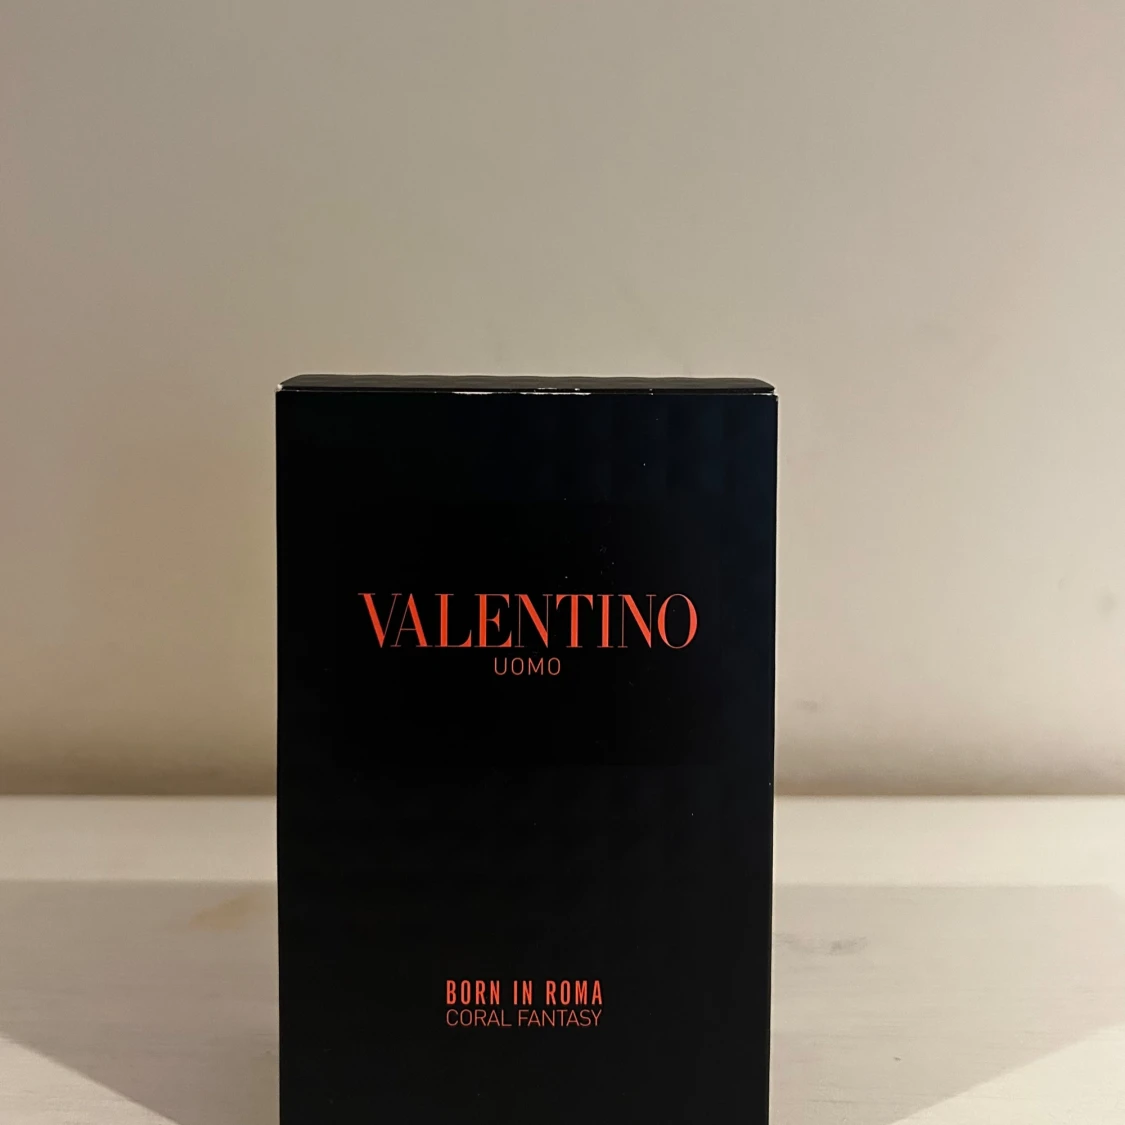 VALENTINO
UOMO
BORN IN ROMA
CORAL FANTASY